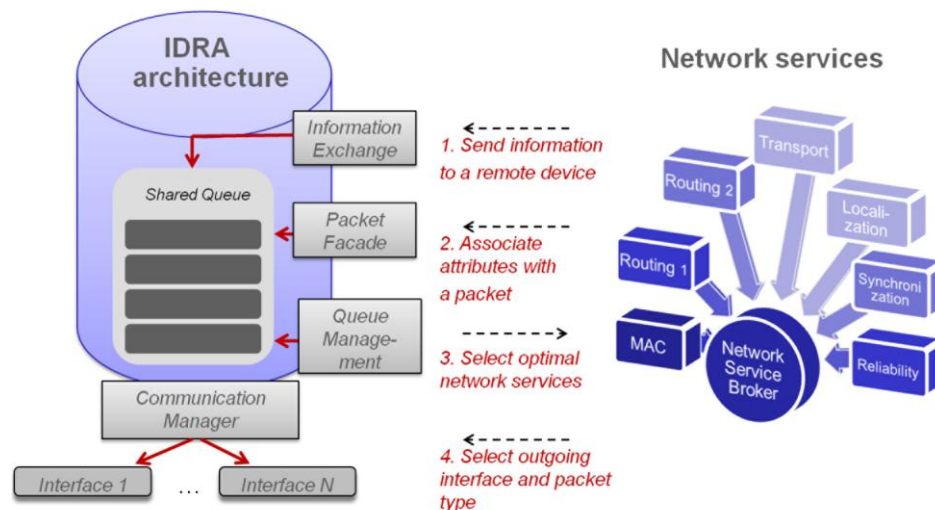 IDRA
architecture
Information
Exchange
Shared Queue
Packet
Facade
Queue
Manage-
ment
Communication
Manager
Interface 1
...
Interface N
1. Send information
to a remote device
2. Associate
attributes with
a packet
3. Select optimal
network services
4. Select outgoing
interface and packet
type
Network services
Transport
Routing 2
Locali-
zation
Routing 1
Synchroni
zation
MAC
Network
Service
Broker
Reliability